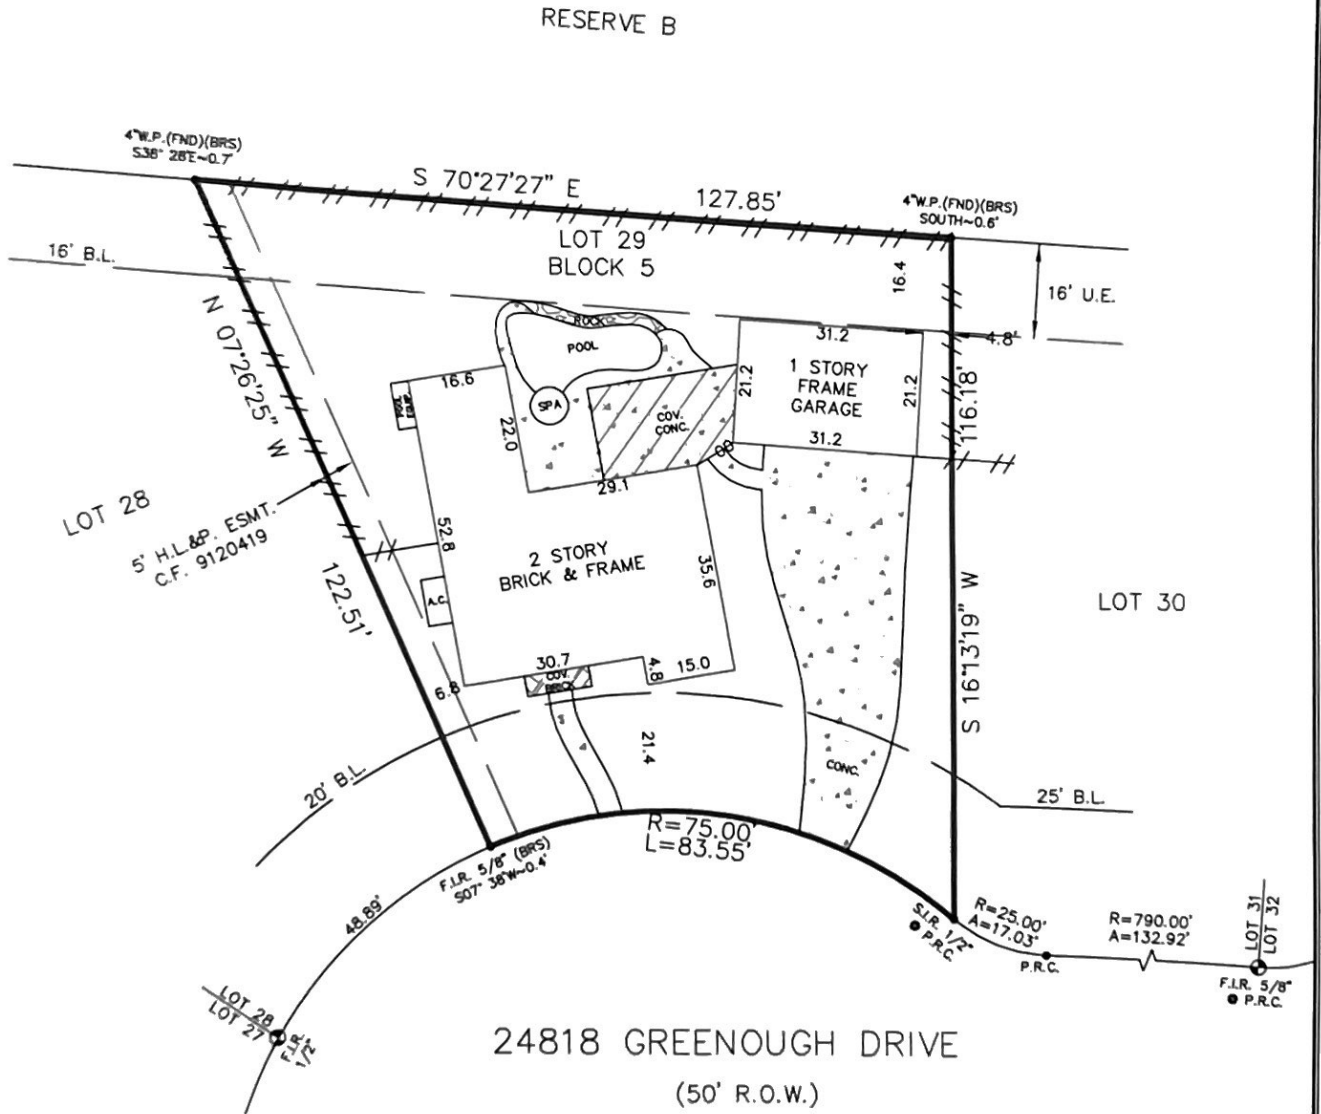 RESERVE B
4"W.P.(FND)(BRS)
S36° 26'E~0.7'
S 70°27'27" E
127.85'
4"W.P.(FND)(BRS)
SOUTH~0.6'
16' B.L.
LOT 29
BLOCK 5
16.4
16' U.E.
4.8'
N 07°26'25" W
122.51'
ROCK
POOL
SPA
16.6
POOL
EQUIP.
22.0
COV.
CONC.
31.2
1 STORY
FRAME
GARAGE
21.2
21.2
31.2
116.18'
S 16°13'19" W
LOT 28
5' H.L.&P. ESMT.
C.F. 9120419
52.8
29.1
2 STORY
BRICK & FRAME
35.6
A.C.
LOT 30
30.7
COV.
BRICK
4.8
15.0
6.8
21.4
CONC.
20' B.L.
25' B.L.
R=75.00'
L=83.55'
F.I.R. 5/8" (BRS)
S07° 38'W~0.4'
48.89'
S.I.R. 1/2"
@ P.R.C.
R=25.00'
A=17.03'
P.R.C.
R=790.00'
A=132.92'
LOT 31
LOT 32
F.I.R. 5/8"
@ P.R.C.
LOT 28
LOT 27
F.I.R.
1/2"
24818 GREENOUGH DRIVE
(50' R.O.W.)